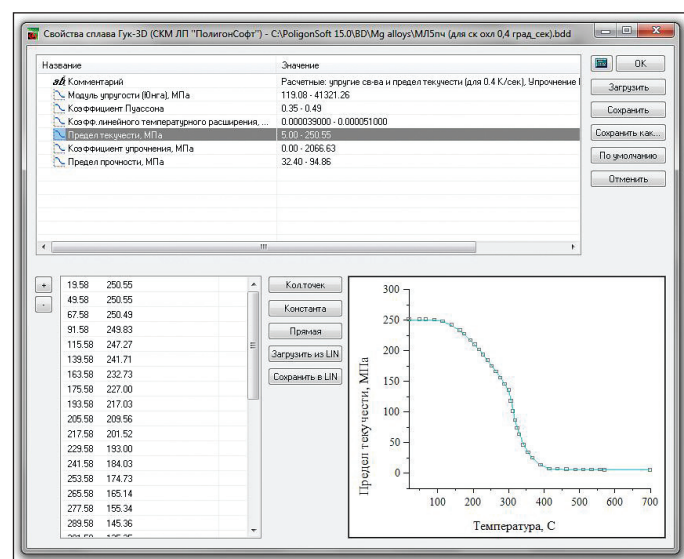 Свойства сплава Гук-3D (СКМ ЛП "ПолигонСофт") - C:\PoligonSoft 15.0\BD\Mg alloys\МЛ5пч (для ск охл 0,4 град_сек).bdd
Название Значение
ab, Комментарий Расчетные: упругие св-ва и предел текучести (для 0.4 К/сек), Упрочнение I
Модуль упругости (Юнга), МПа 119.08 - 41321.26
Коэффициент Пуассона 0.35 - 0.49
Коэфф.линейного температурного расширения, ... 0.000039000 - 0.000051000
Предел текучести, МПа 5.00 - 250.55
Коэффициент упрочнения, МПа 0.00 - 2066.63
Предел прочности, МПа 32.40 - 94.86
OK
Загрузить
Сохранить
Сохранить как...
По умолчанию
Отменить
+
-
19.58 250.55
49.58 250.55
67.58 250.49
91.58 249.83
115.58 247.27
139.58 241.71
163.58 232.73
175.58 227.00
193.58 217.03
205.58 209.56
217.58 201.52
229.58 193.00
241.58 184.03
253.58 174.73
265.58 165.14
277.58 155.34
289.58 145.36
Кол.точек
Константа
Прямая
Загрузить из LIN
Сохранить в LIN
Предел текучести, МПа
300
250
200
150
100
50
0
100 200 300 400 500 600 700
Температура, С